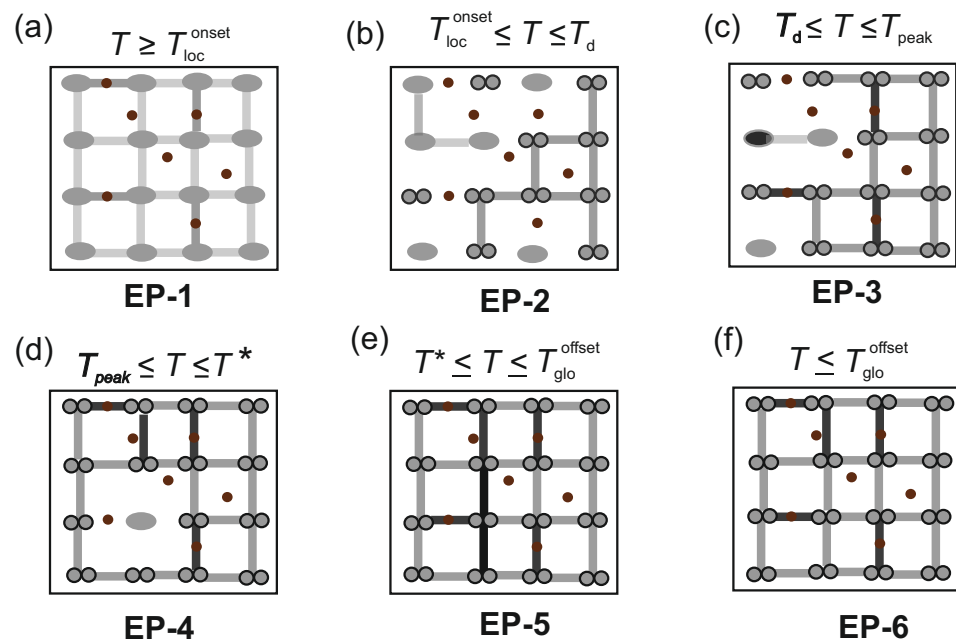 (a)
T ≥ T_loc^onset
EP-1
(b)
T_loc^onset ≤ T ≤ T_d
EP-2
(c)
T_d ≤ T ≤ T_peak
EP-3
(d)
T_peak ≤ T ≤ T*
EP-4
(e)
T* ≤ T ≤ T_glo^offset
EP-5
(f)
T ≤ T_glo^offset
EP-6